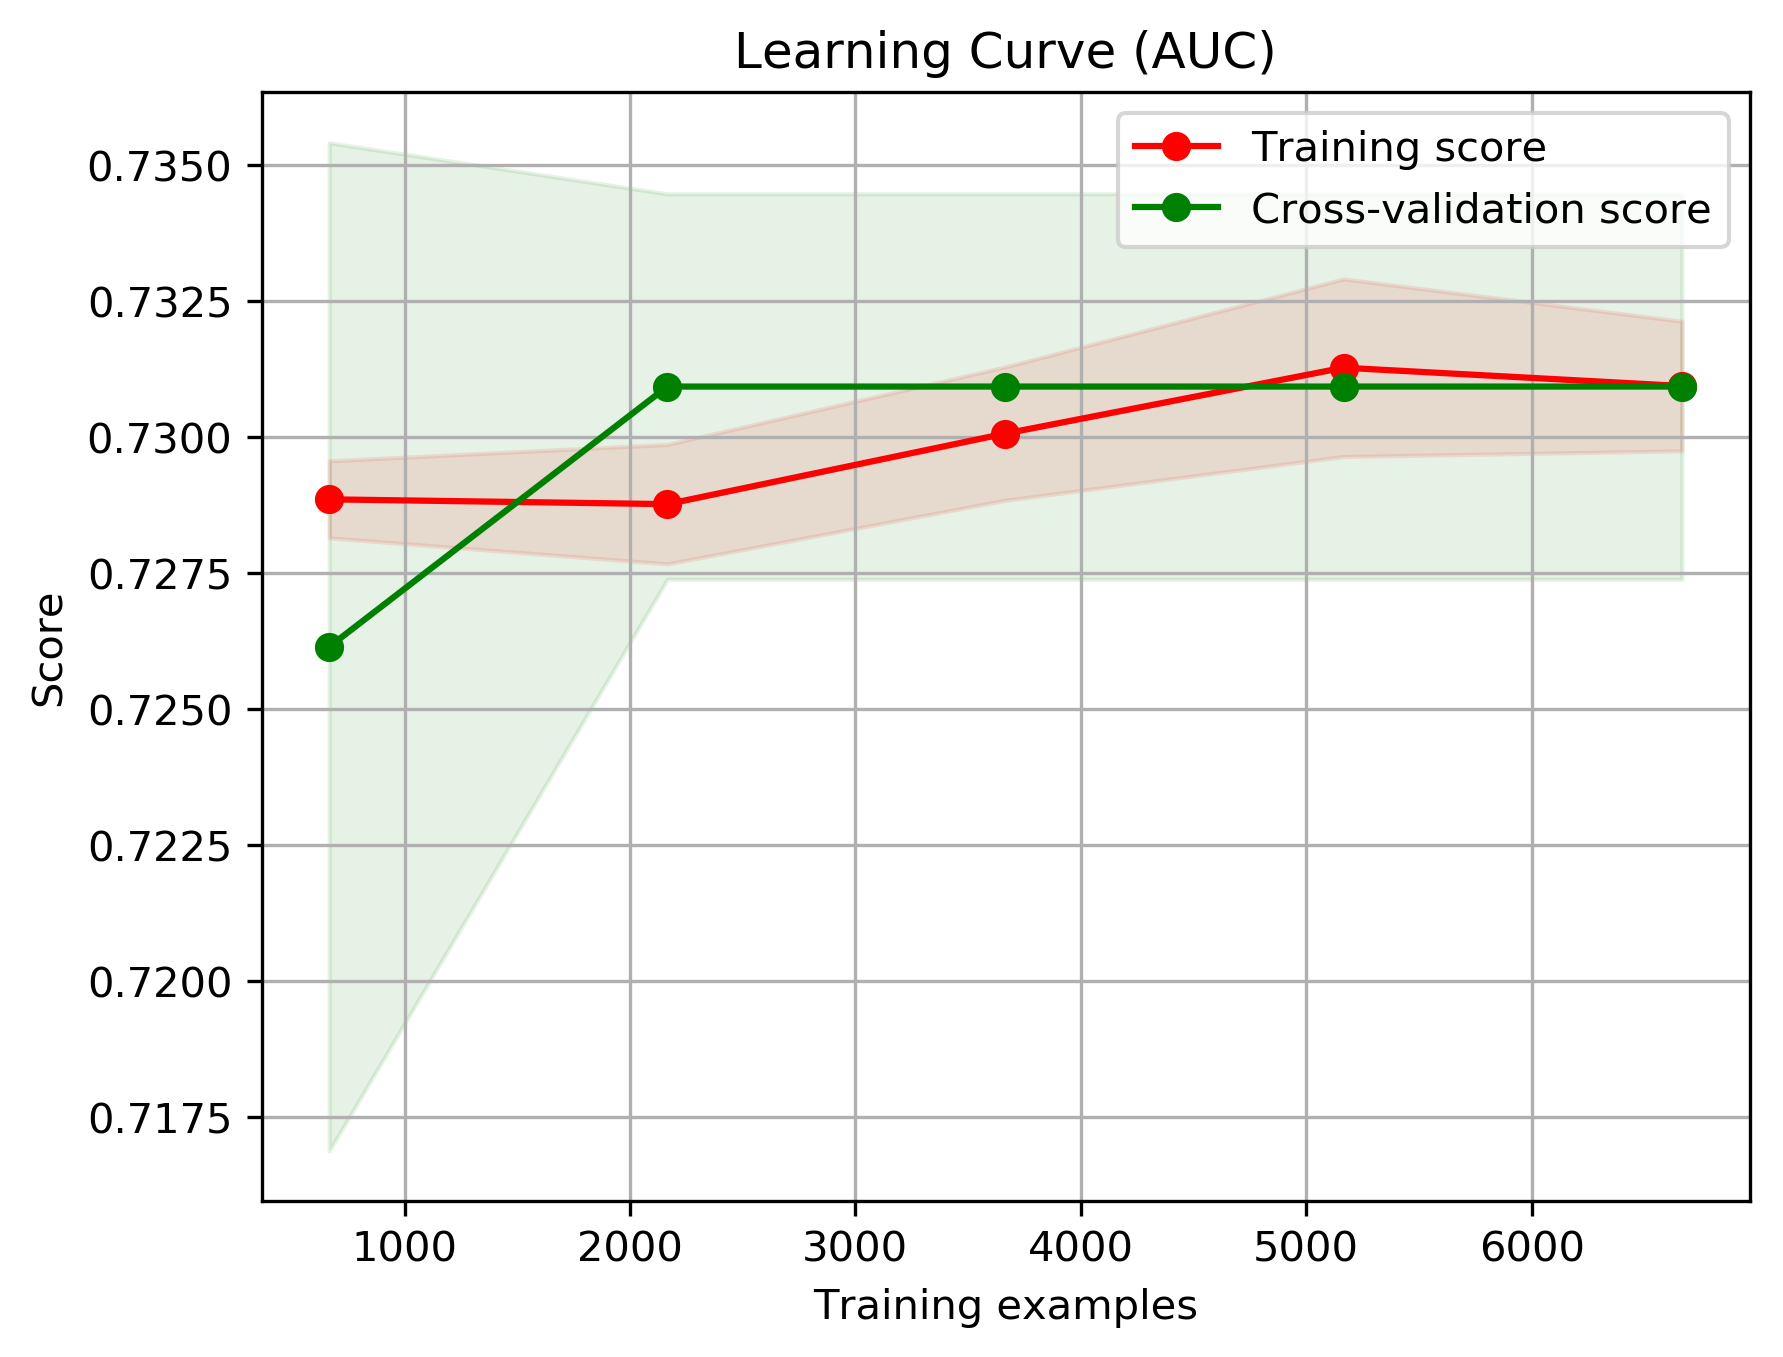 Learning Curve (AUC)
Training score
Cross-validation score
0.7350
0.7325
0.7300
0.7275
0.7250
0.7225
0.7200
0.7175
Score
1000 2000 3000 4000 5000 6000
Training examples